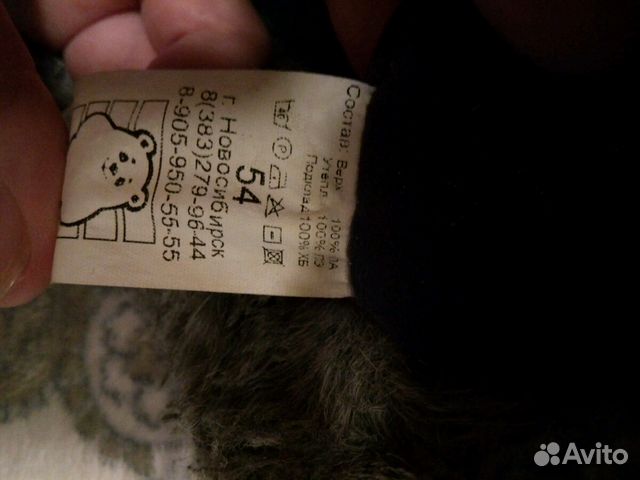 Состав: Верх 100% ПА
Утепл. 100% ПЭ
Подклад 100% ХБ
40
P
54
г. Новосибирск
8(383)279-96-44
8-905-950-55-55
Avito